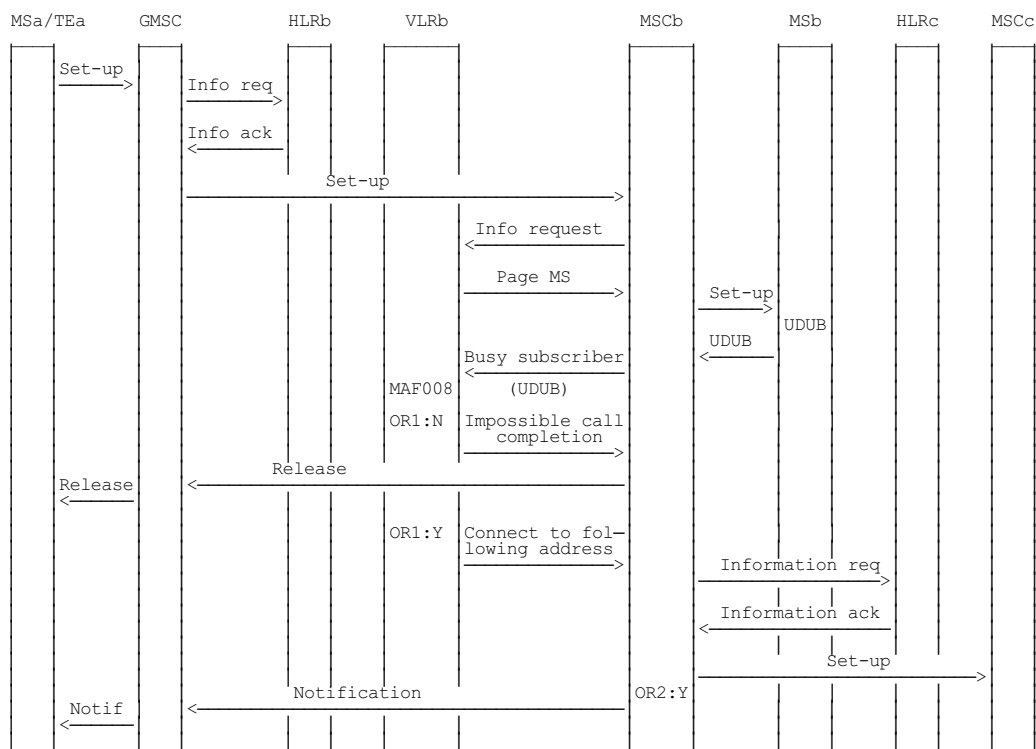 MSa/TEa GMSC HLRb VLRb MSCb MSb HLRc MSCc
Set-up
Info req
Info ack
Set-up
Info request
Page MS
Set-up
UDUB
UDUB
Busy subscriber
MAF008 (UDUB)
OR1:N Impossible call
completion
Release
Release
OR1:Y Connect to fol-
lowing address
Information req
Information ack
Set-up
Notification OR2:Y
Notif